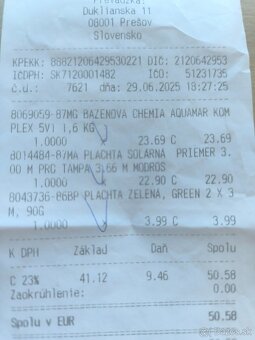 Prevádzka:
Duklianska 11
08001 Prešov
Slovensko
KPEKK: 88821206429530221 DIČ: 2120642953
IČDPH: SK7120001482 IČO: 51231735
č.ú.: 7621 dňa: 29.06.2025 18:27:25
8069059-87MG BAZENOVA CHEMIA AQUAMAR KOM
PLEX 5V1 1,6 KG
1.0000 x 23.69 C 23.69
8014484-87MA PLACHTA SOLARNA PRIEMER 3.
00 M PRO TAMPA 3,66 M MODROS
1.0000 x 22.90 C 22.90
8043736-86BP PLACHTA ZELENA, GREEN 2 X 3
M, 90G
1.0000 3.99 C 3.99
K DPH Základ Daň Spolu
C 23% 41.12 9.46 50.58
Zaokrúhlenie: 0.00
Spolu v EUR 50.58